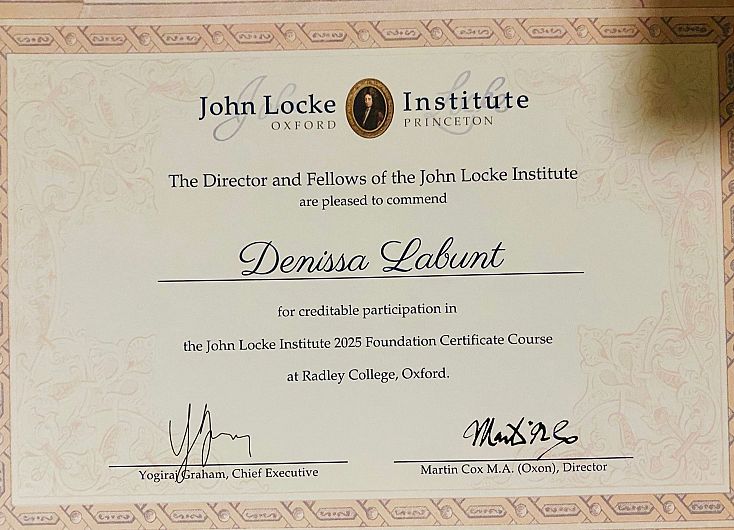 John Locke Institute
OXFORD PRINCETON
The Director and Fellows of the John Locke Institute
are pleased to commend
Denissa Labunt
for creditable participation in
the John Locke Institute 2025 Foundation Certificate Course
at Radley College, Oxford.
Yogiraj Graham, Chief Executive
Martin Cox M.A. (Oxon), Director